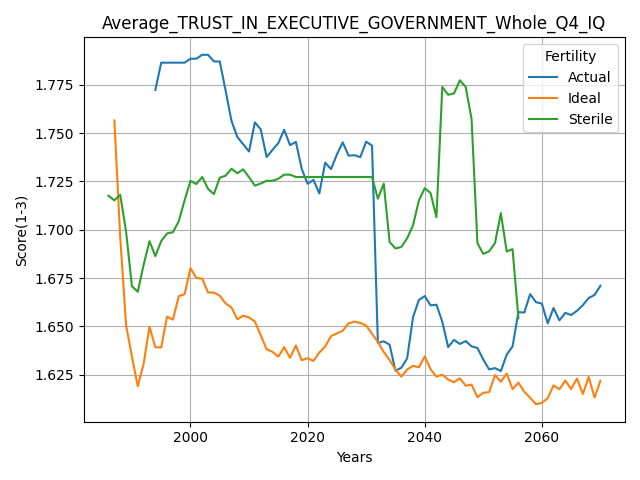 Average_TRUST_IN_EXECUTIVE_GOVERNMENT_Whole_Q4_IQ
Fertility
Actual
Ideal
Sterile
Score(1-3)
1.775
1.750
1.725
1.700
1.675
1.650
1.625
2000
2020
2040
2060
Years